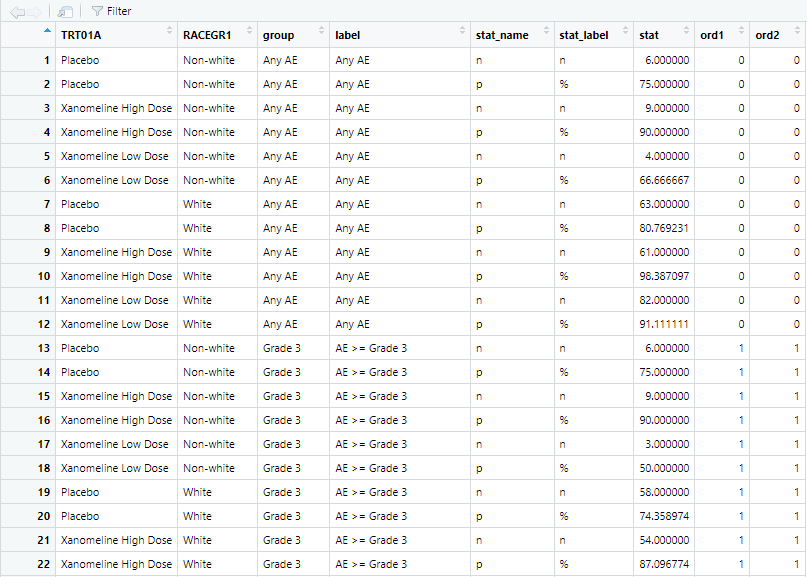 Filter
TRT01A RACEGR1 group label stat_name stat_label stat ord1 ord2
1 Placebo Non-white Any AE Any AE n n 6.000000 0 0
2 Placebo Non-white Any AE Any AE p % 75.000000 0 0
3 Xanomeline High Dose Non-white Any AE Any AE n n 9.000000 0 0
4 Xanomeline High Dose Non-white Any AE Any AE p % 90.000000 0 0
5 Xanomeline Low Dose Non-white Any AE Any AE n n 4.000000 0 0
6 Xanomeline Low Dose Non-white Any AE Any AE p % 66.666667 0 0
7 Placebo White Any AE Any AE n n 63.000000 0 0
8 Placebo White Any AE Any AE p % 80.769231 0 0
9 Xanomeline High Dose White Any AE Any AE n n 61.000000 0 0
10 Xanomeline High Dose White Any AE Any AE p % 98.387097 0 0
11 Xanomeline Low Dose White Any AE Any AE n n 82.000000 0 0
12 Xanomeline Low Dose White Any AE Any AE p % 91.111111 0 0
13 Placebo Non-white Grade 3 AE >= Grade 3 n n 6.000000 1 1
14 Placebo Non-white Grade 3 AE >= Grade 3 p % 75.000000 1 1
15 Xanomeline High Dose Non-white Grade 3 AE >= Grade 3 n n 9.000000 1 1
16 Xanomeline High Dose Non-white Grade 3 AE >= Grade 3 p % 90.000000 1 1
17 Xanomeline Low Dose Non-white Grade 3 AE >= Grade 3 n n 3.000000 1 1
18 Xanomeline Low Dose Non-white Grade 3 AE >= Grade 3 p % 50.000000 1 1
19 Placebo White Grade 3 AE >= Grade 3 n n 58.000000 1 1
20 Placebo White Grade 3 AE >= Grade 3 p % 74.358974 1 1
21 Xanomeline High Dose White Grade 3 AE >= Grade 3 n n 54.000000 1 1
22 Xanomeline High Dose White Grade 3 AE >= Grade 3 p % 87.096774 1 1